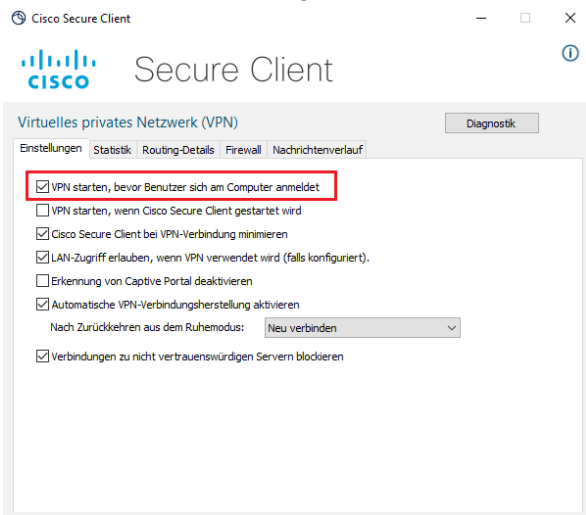 Cisco Secure Client
CISCO
Secure Client
Virtuelles privates Netzwerk (VPN)
Diagnostik
Einstellungen Statistik Routing-Details Firewall Nachrichtenverlauf
VPN starten, bevor Benutzer sich am Computer anmeldet
VPN starten, wenn Cisco Secure Client gestartet wird
Cisco Secure Client bei VPN-Verbindung minimieren
LAN-Zugriff erlauben, wenn VPN verwendet wird (falls konfiguriert).
Erkennung von Captive Portal deaktivieren
Automatische VPN-Verbindungsherstellung aktivieren
Nach Zurückkehren aus dem Ruhemodus: Neu verbinden
Verbindungen zu nicht vertrauenswürdigen Servern blockieren